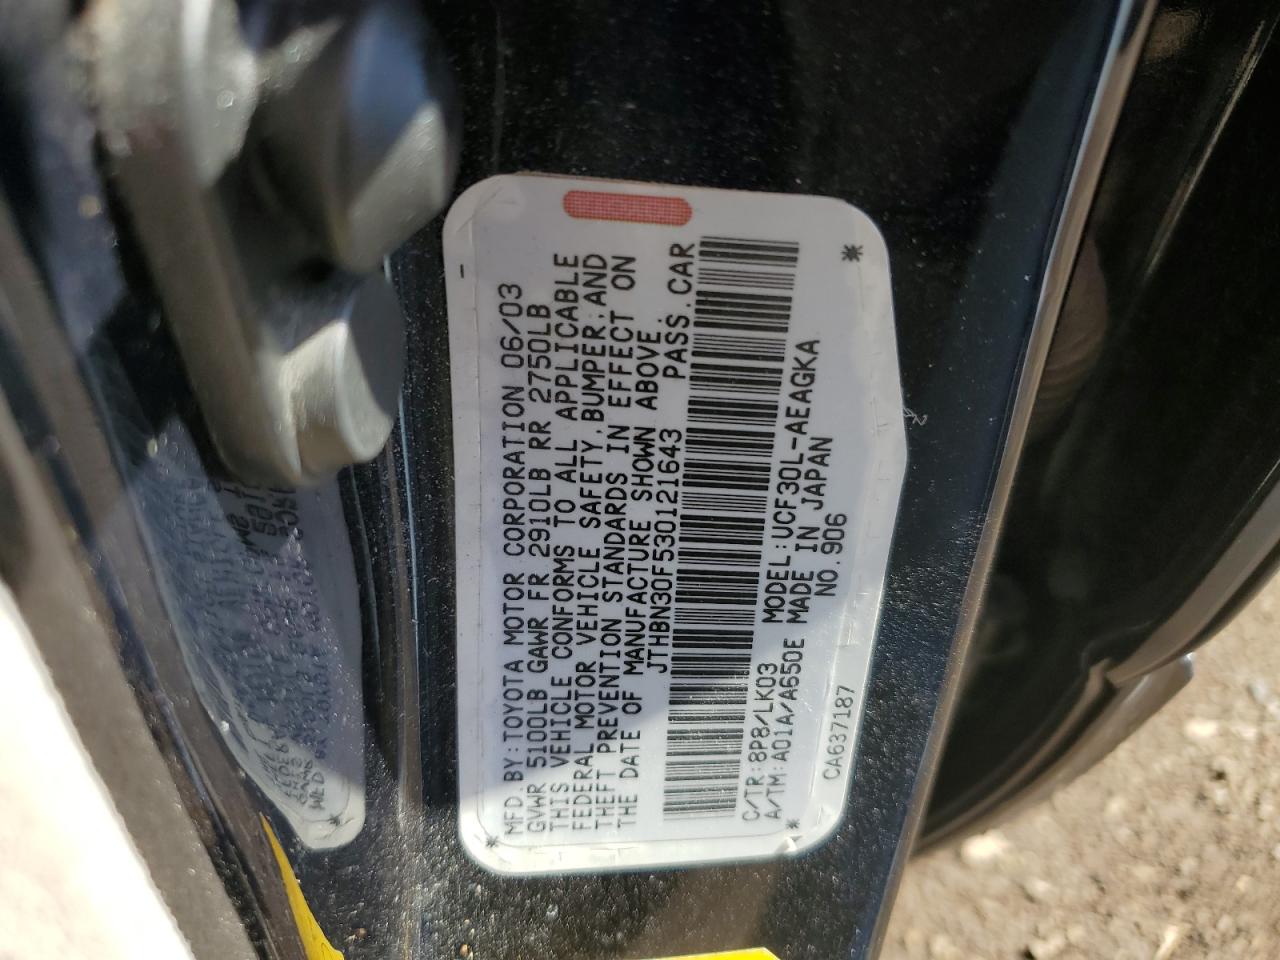 MFD. BY: TOYOTA MOTOR CORPORATION 06/03
GVWR 5100LB GAWR FR 2910LB RR 2750LB
THIS VEHICLE CONFORMS TO ALL APPLICABLE
FEDERAL MOTOR VEHICLE SAFETY, BUMPER, AND
THEFT PREVENTION STANDARDS IN EFFECT ON
THE DATE OF MANUFACTURE SHOWN ABOVE.
JTHBN30F530121643 PASS. CAR
C/TR: 8P8/LK03 MODEL: UCF30L-AEAGKA
A/TM: A01A/A650E MADE IN JAPAN
NO. 906
CA637187